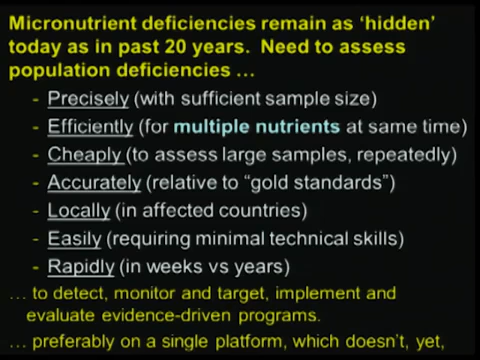 Micronutrient deficiencies remain as ‘hidden’
today as in past 20 years. Need to assess
population deficiencies …
- Precisely (with sufficient sample size)
- Efficiently (for multiple nutrients at same time)
- Cheaply (to assess large samples, repeatedly)
- Accurately (relative to “gold standards”)
- Locally (in affected countries)
- Easily (requiring minimal technical skills)
- Rapidly (in weeks vs years)
… to detect, monitor and target, implement and
evaluate evidence-driven programs.
… preferably on a single platform, which doesn’t, yet,